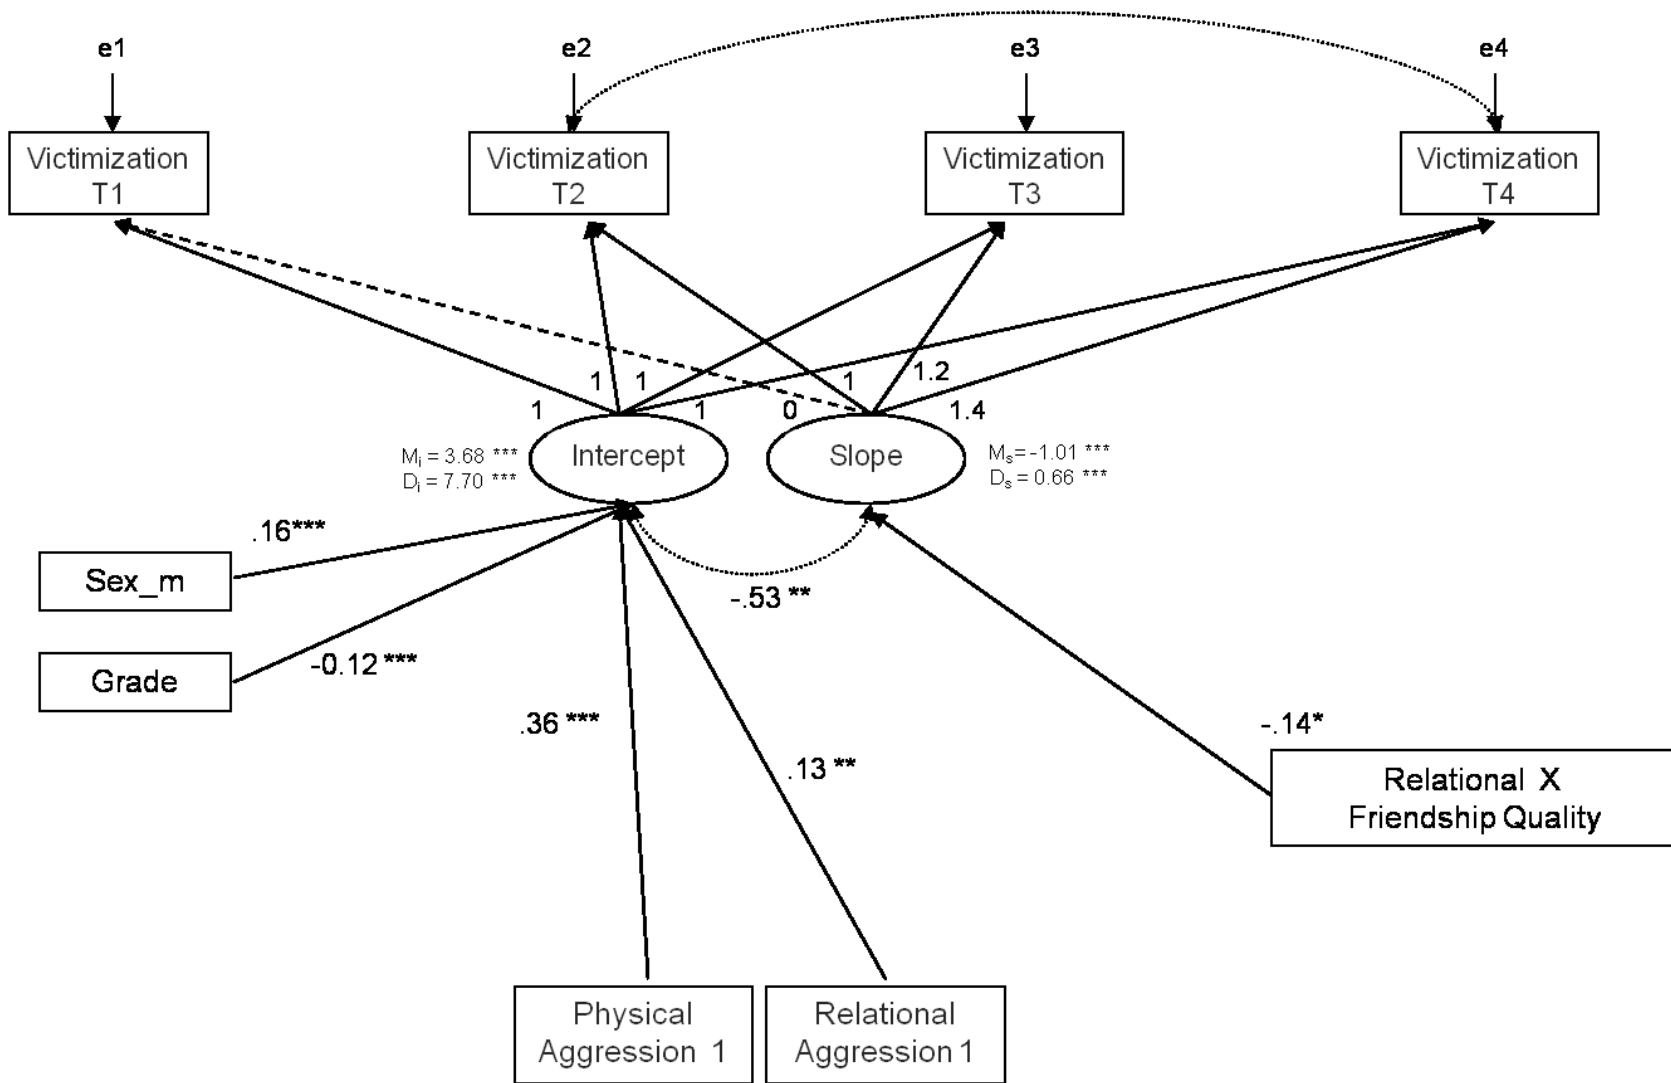 e1
e2
e3
e4
Victimization
T1
Victimization
T2
Victimization
T3
Victimization
T4
1
1
1
1
0
1
1.2
1.4
Intercept
Slope
Mi = 3.68 ***
Di = 7.70 ***
Ms= -1.01 ***
Ds = 0.66 ***
.16***
Sex_m
-.53 **
-0.12 ***
Grade
.36 ***
.13 **
-.14*
Relational X
Friendship Quality
Physical
Aggression 1
Relational
Aggression 1